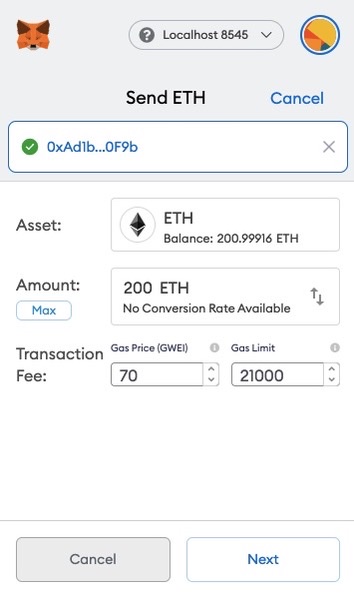 Localhost 8545
Send ETH
Cancel
0xAd1b...0F9b
Asset:
ETH
Balance: 200.99916 ETH
Amount:
Max
200 ETH
No Conversion Rate Available
Transaction
Fee:
Gas Price (GWEI)
Gas Limit
70
21000
Cancel
Next